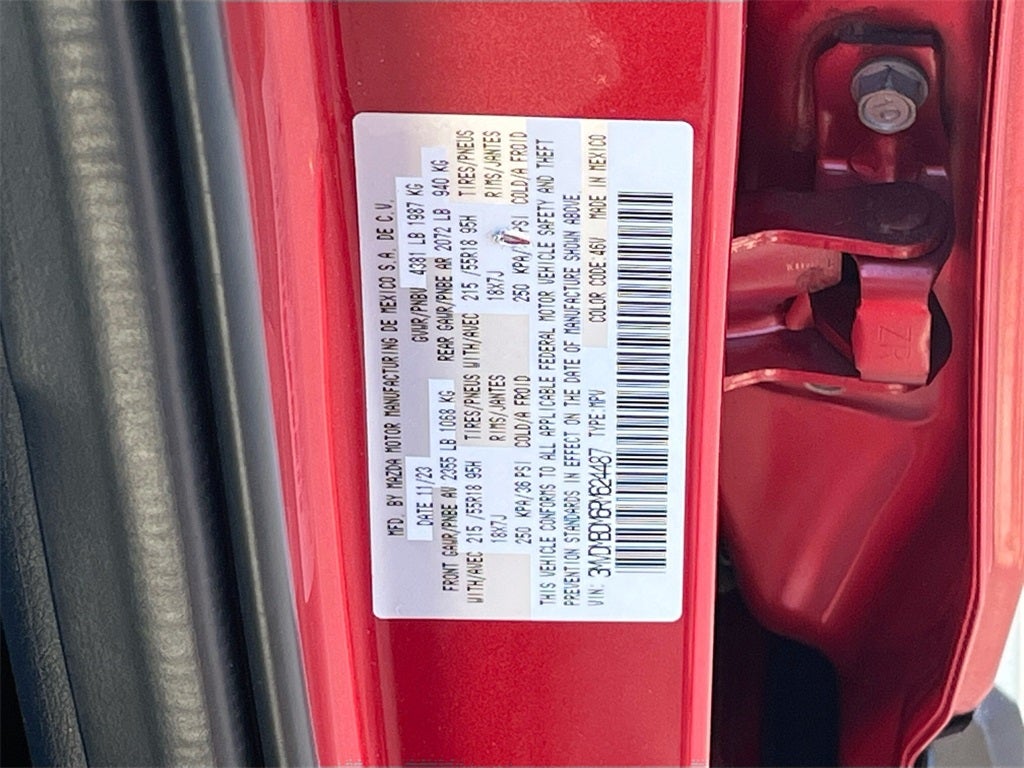 MFD. BY MAZDA MOTOR MANUFACTURING DE MEXICO S.A. DE C.V.
DATE 11/23 GVWR/PNBV 4381 LB 1987 KG
FRONT GAWR/PNBE AV 2355 LB 1068 KG REAR GAWR/PNBE AR 2072 LB 940 KG
WITH/AVEC 215 /55R18 95H TIRES/PNEUS WITH/AVEC 215 /55R18 95H TIRES/PNEUS
18X7J RIMS/JANTES 18X7J RIMS/JANTES
250 KPA/36 PSI COLD/A FROID 250 KPA/ PSI COLD/A FROID
THIS VEHICLE CONFORMS TO ALL APPLICABLE FEDERAL MOTOR VEHICLE SAFETY AND THEFT
PREVENTION STANDARDS IN EFFECT ON THE DATE OF MANUFACTURE SHOWN ABOVE.
VIN: 3MVDMBDM6RM624487 TYPE:MPV COLOR CODE:46V MADE IN MEXICO
10
ZR